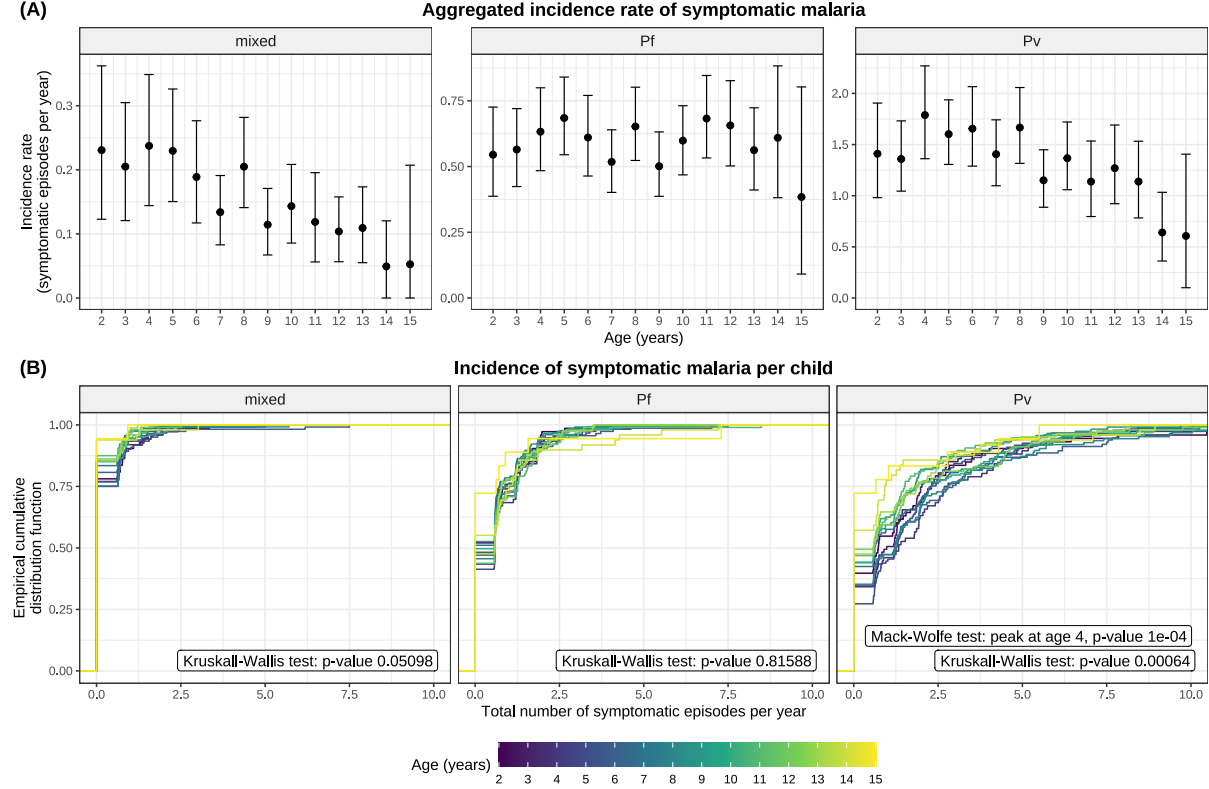 (A)
Aggregated incidence rate of symptomatic malaria
mixed
Pf
Pv
Incidence rate
(symptomatic episodes per year)
0.3
0.2
0.1
0.0
0.75
0.50
0.25
0.00
2.0
1.5
1.0
0.5
0.0
2 3 4 5 6 7 8 9 10 11 12 13 14 15
2 3 4 5 6 7 8 9 10 11 12 13 14 15
2 3 4 5 6 7 8 9 10 11 12 13 14 15
Age (years)
(B)
Incidence of symptomatic malaria per child
mixed
Pf
Pv
Empirical cumulative
distribution function
1.00
0.75
0.50
0.25
0.00
Kruskall-Wallis test: p-value 0.05098
Kruskall-Wallis test: p-value 0.81588
Mack-Wolfe test: peak at age 4, p-value 1e-04
Kruskall-Wallis test: p-value 0.00064
0.0 2.5 5.0 7.5 10.0
0.0 2.5 5.0 7.5 10.0
0.0 2.5 5.0 7.5 10.0
Total number of symptomatic episodes per year
Age (years)
2 3 4 5 6 7 8 9 10 11 12 13 14 15